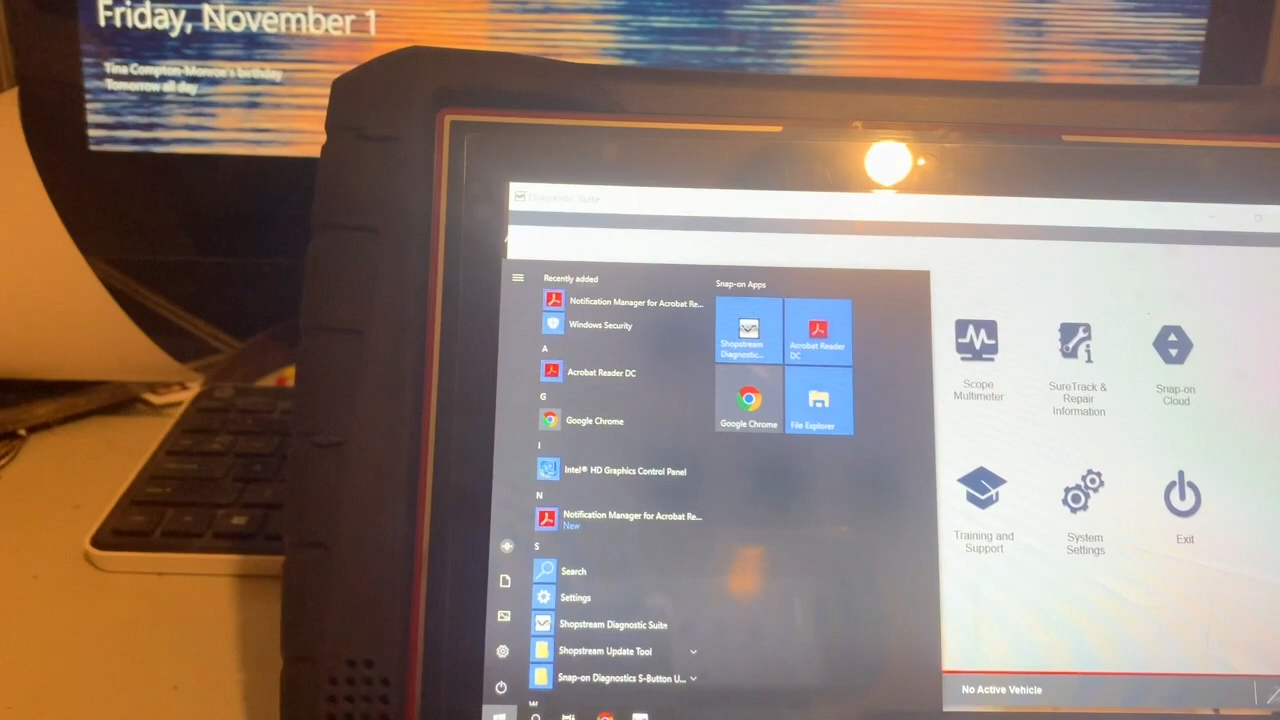 Friday, November 1
Tina Compton-Monroe's birthday
Tomorrow all day
Diagnostic Suite
Recently added
Notification Manager for Acrobat Re...
Windows Security
A
Acrobat Reader DC
G
Google Chrome
I
Intel® HD Graphics Control Panel
N
Notification Manager for Acrobat Re...
New
S
Search
Settings
Shopstream Diagnostic Suite
Shopstream Update Tool
Snap-on Diagnostics S-Button U...
W
Snap-on Apps
Shopstream
Diagnostic...
Acrobat Reader
DC
Google Chrome
File Explorer
Scope
Multimeter
SureTrack &
Repair
Information
Snap-on
Cloud
Training and
Support
System
Settings
Exit
No Active Vehicle